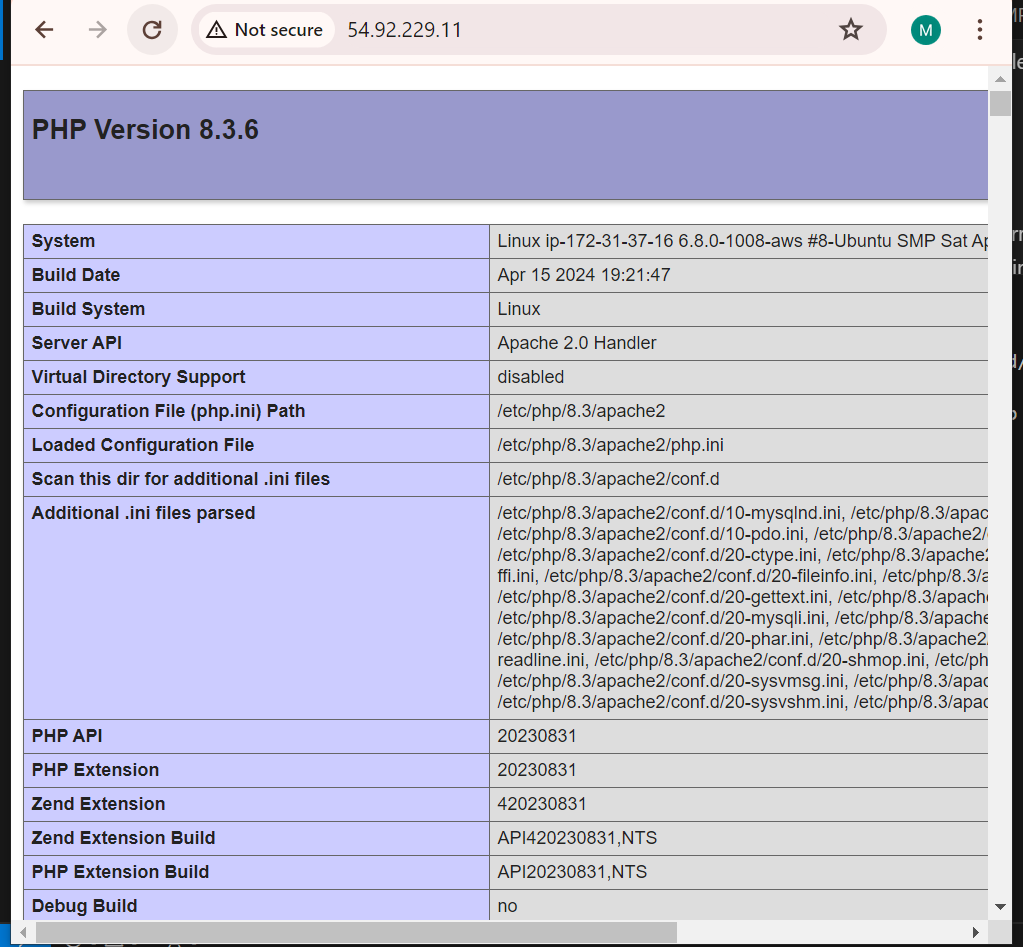 Not secure 54.92.229.11 M
PHP Version 8.3.6
System Linux ip-172-31-37-16 6.8.0-1008-aws #8-Ubuntu SMP Sat Ap
Build Date Apr 15 2024 19:21:47
Build System Linux
Server API Apache 2.0 Handler
Virtual Directory Support disabled
Configuration File (php.ini) Path /etc/php/8.3/apache2
Loaded Configuration File /etc/php/8.3/apache2/php.ini
Scan this dir for additional .ini files /etc/php/8.3/apache2/conf.d
Additional .ini files parsed /etc/php/8.3/apache2/conf.d/10-mysqlnd.ini, /etc/php/8.3/apac
/etc/php/8.3/apache2/conf.d/10-pdo.ini, /etc/php/8.3/apache2/
/etc/php/8.3/apache2/conf.d/20-ctype.ini, /etc/php/8.3/apache2
ffi.ini, /etc/php/8.3/apache2/conf.d/20-fileinfo.ini, /etc/php/8.3/a
/etc/php/8.3/apache2/conf.d/20-gettext.ini, /etc/php/8.3/apach
/etc/php/8.3/apache2/conf.d/20-mysqli.ini, /etc/php/8.3/apache
/etc/php/8.3/apache2/conf.d/20-phar.ini, /etc/php/8.3/apache2
readline.ini, /etc/php/8.3/apache2/conf.d/20-shmop.ini, /etc/ph
/etc/php/8.3/apache2/conf.d/20-sysvmsg.ini, /etc/php/8.3/apac
/etc/php/8.3/apache2/conf.d/20-sysvshm.ini, /etc/php/8.3/apac
PHP API 20230831
PHP Extension 20230831
Zend Extension 420230831
Zend Extension Build API420230831,NTS
PHP Extension Build API20230831,NTS
Debug Build no